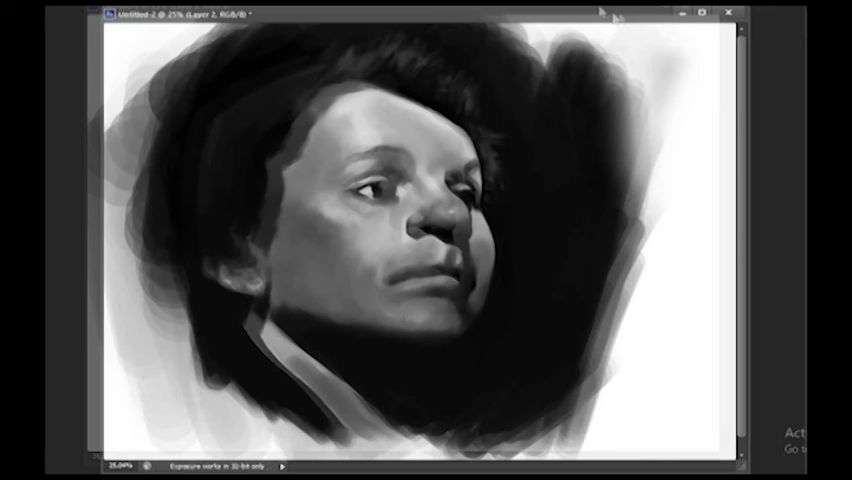 Untitled-2 @ 25% (Layer 2, RGB/8) *
Act
Go to
25.04%
Exposure works in 32-bit only